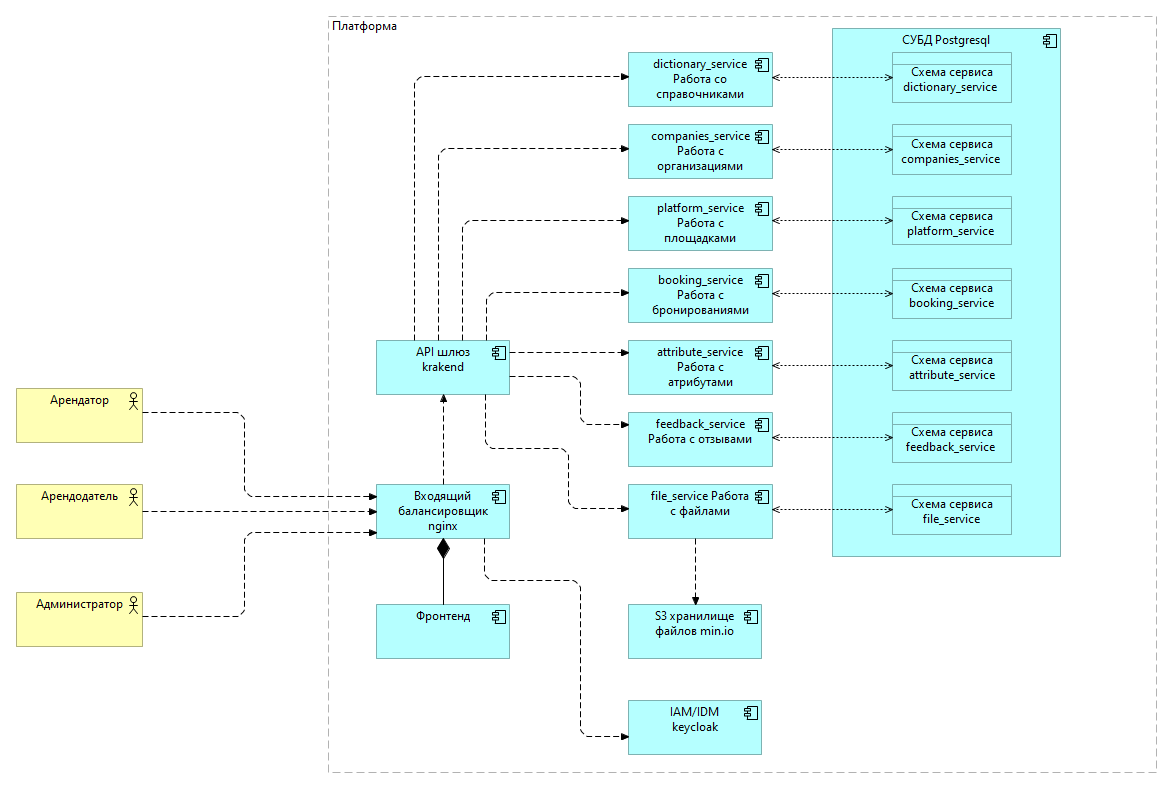 Платформа
СУБД Postgresql
dictionary_service
Работа со
справочниками
Схема сервиса
dictionary_service
companies_service
Работа с
организациями
Схема сервиса
companies_service
platform_service
Работа с
площадками
Схема сервиса
platform_service
booking_service
Работа с
бронированиями
Схема сервиса
booking_service
API шлюз
krakend
attribute_service
Работа с
атрибутами
Схема сервиса
attribute_service
Арендатор
feedback_service
Работа с отзывами
Схема сервиса
feedback_service
Арендодатель
Входящий
балансировщик
nginx
file_service Работа
с файлами
Схема сервиса
file_service
Администратор
Фронтенд
S3 хранилище
файлов min.io
IAM/IDM
keycloak